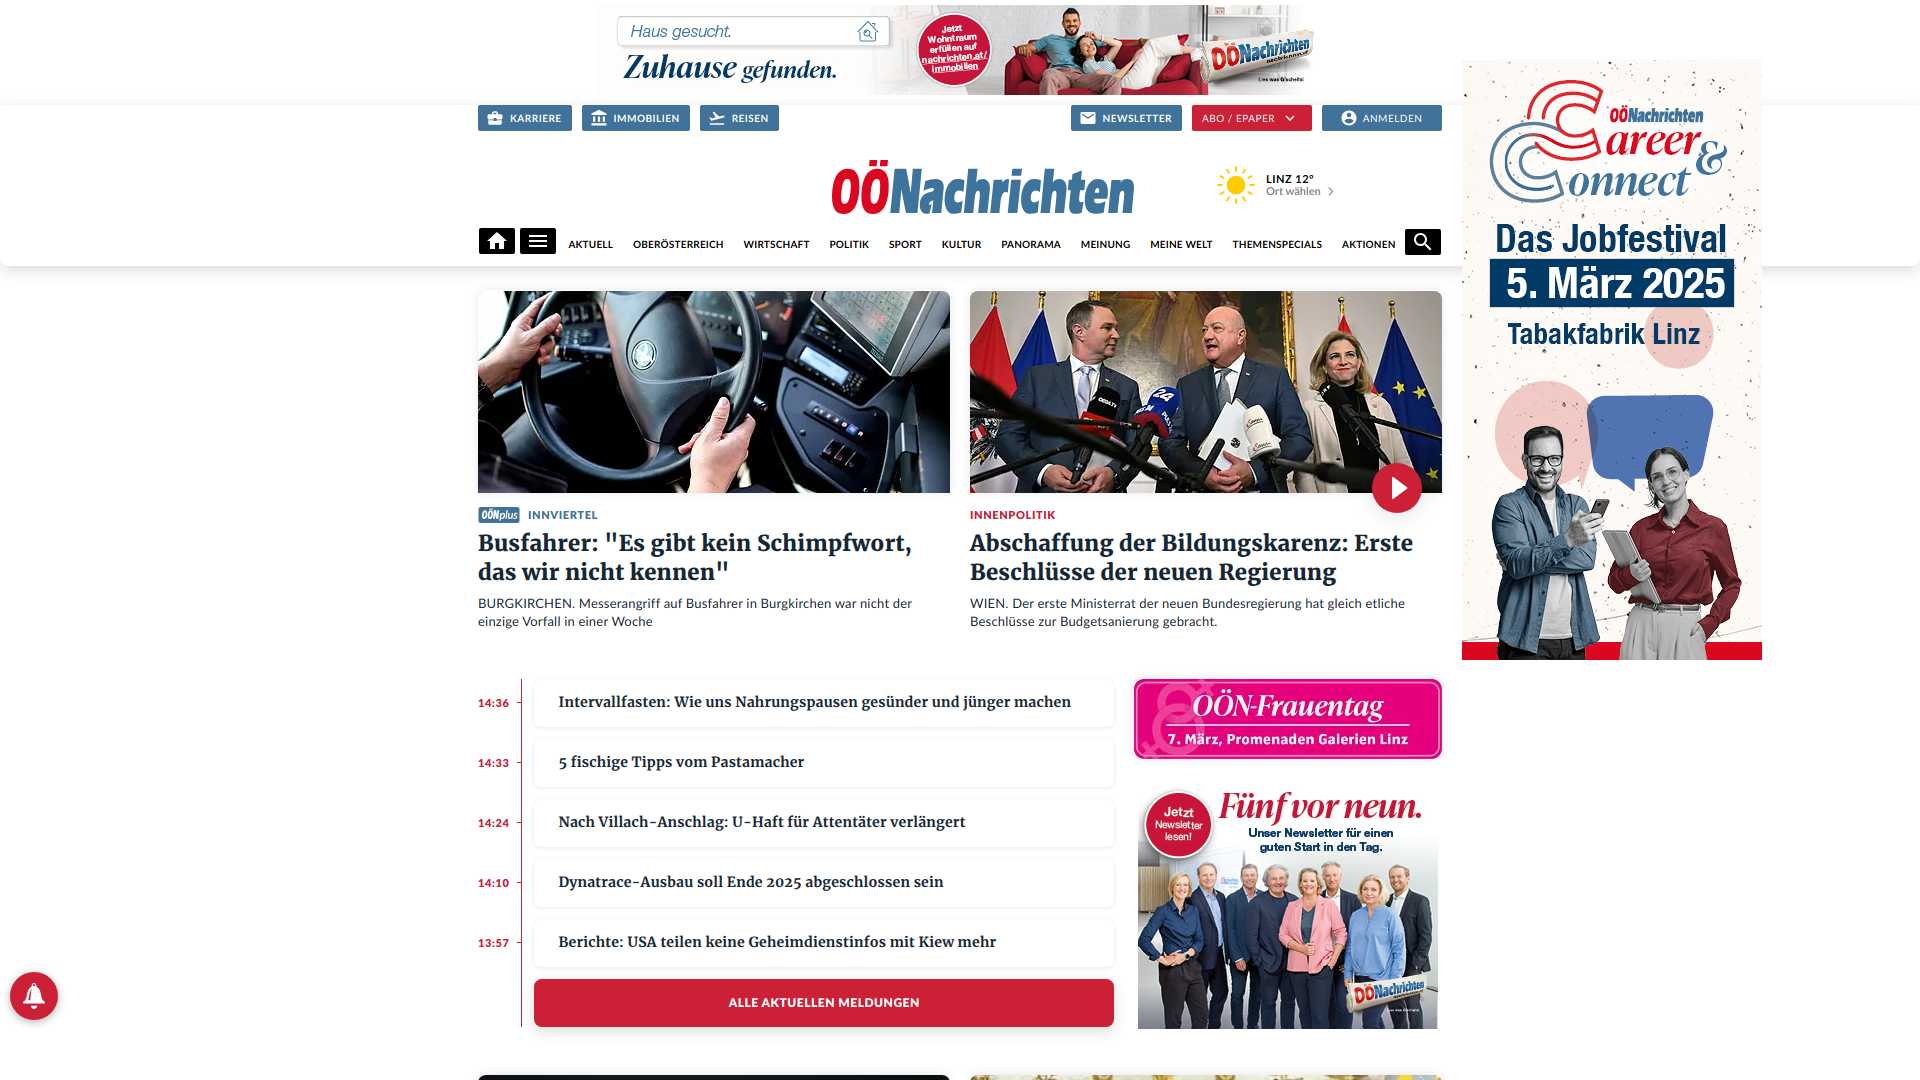 Haus gesucht.
Zuhause gefunden.
Jetzt
Wohntraum
erfüllen auf
nachrichten.at/
immobilien
OÖNachrichten
Lies was G'scheits!
KARRIERE
IMMOBILIEN
REISEN
NEWSLETTER
ABO / EPAPER
ANMELDEN
OÖNachrichten
LINZ 12°
Ort wählen
AKTUELL
OBERÖSTERREICH
WIRTSCHAFT
POLITIK
SPORT
KULTUR
PANORAMA
MEINUNG
MEINE WELT
THEMENSPECIALS
AKTIONEN
OÖNachrichten
Career &
Connect
Das Jobfestival
5. März 2025
Tabakfabrik Linz
OÖNplus INNVIERTEL
Busfahrer: "Es gibt kein Schimpfwort,
das wir nicht kennen"
BURGKIRCHEN. Messerangriff auf Busfahrer in Burgkirchen war nicht der
einzige Vorfall in einer Woche
INNENPOLITIK
Abschaffung der Bildungskarenz: Erste
Beschlüsse der neuen Regierung
WIEN. Der erste Ministerrat der neuen Bundesregierung hat gleich etliche
Beschlüsse zur Budgetsanierung gebracht.
14:36 Intervallfasten: Wie uns Nahrungspausen gesünder und jünger machen
14:33 5 fischige Tipps vom Pastamacher
14:24 Nach Villach-Anschlag: U-Haft für Attentäter verlängert
14:10 Dynatrace-Ausbau soll Ende 2025 abgeschlossen sein
13:57 Berichte: USA teilen keine Geheimdienstinfos mit Kiew mehr
ALLE AKTUELLEN MELDUNGEN
OÖN-Frauentag
7. März, Promenaden Galerien Linz
Jetzt
Newsletter
lesen!
Fünf vor neun.
Unser Newsletter für einen
guten Start in den Tag.
OÖNachrichten